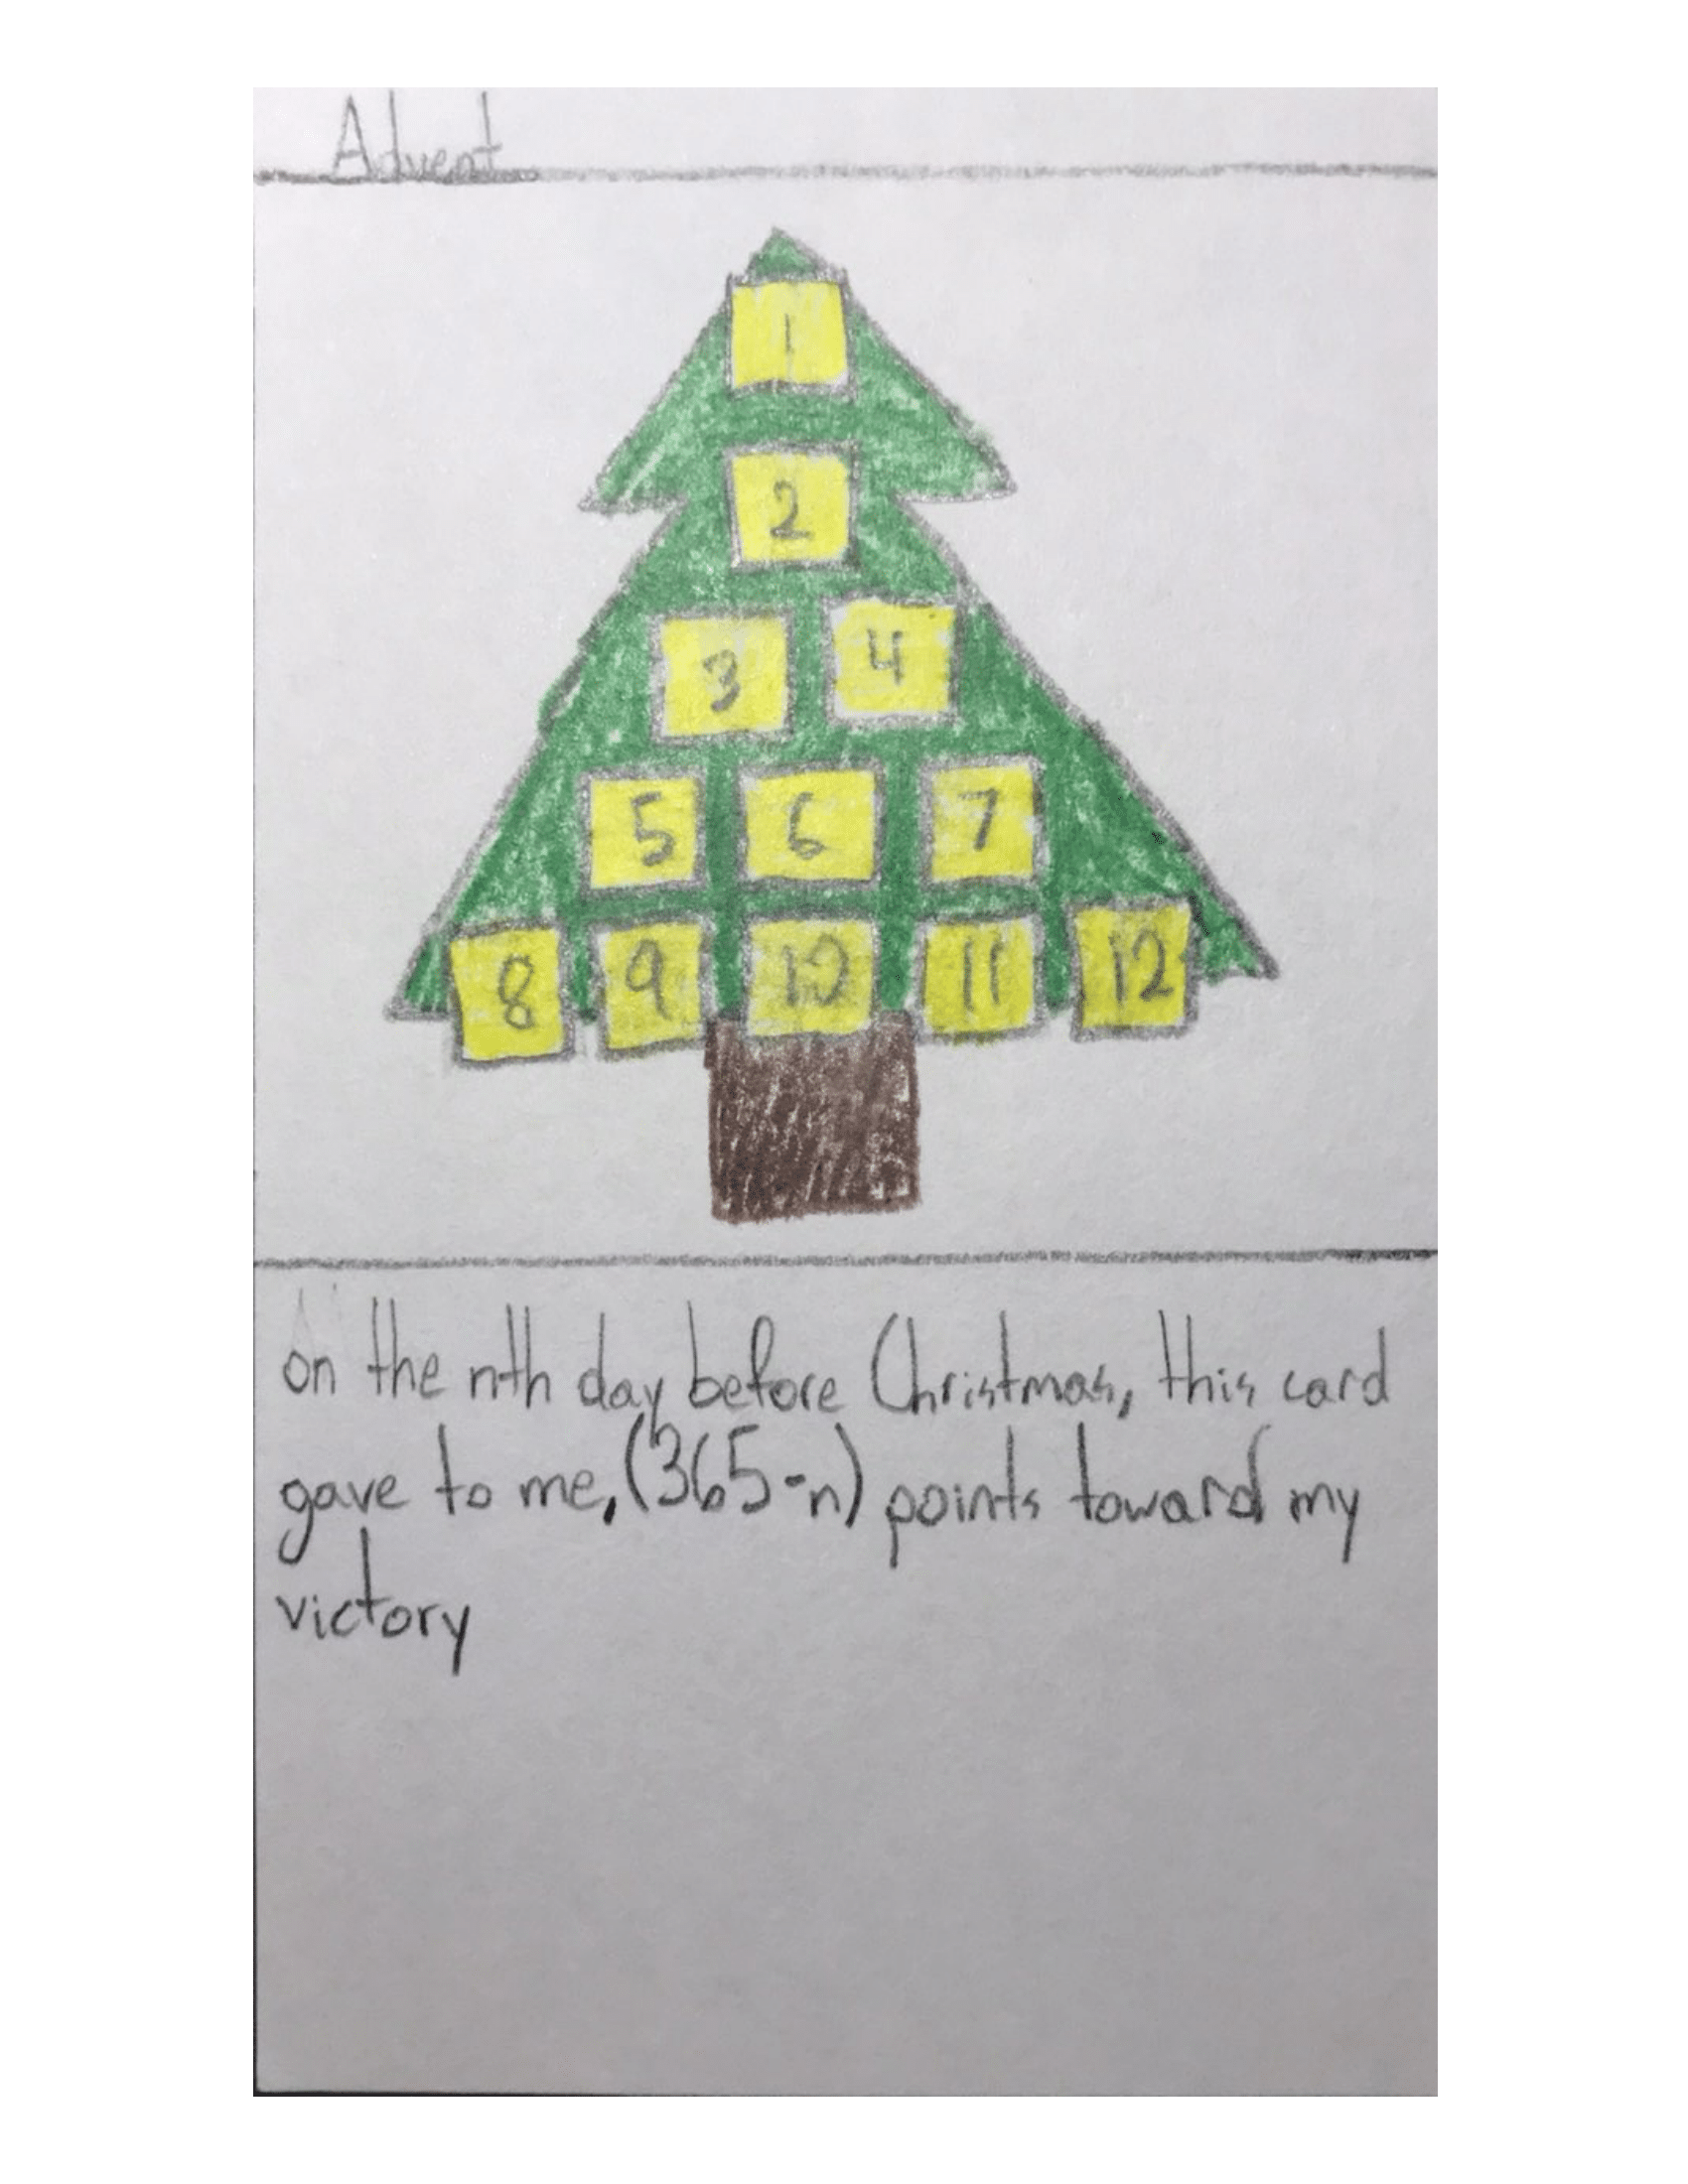 Advent
1
2
3 4
5 6 7
8 9 10 11 12
on the nth day before Christmas, this card
gave to me, (365-n) points toward my
victory